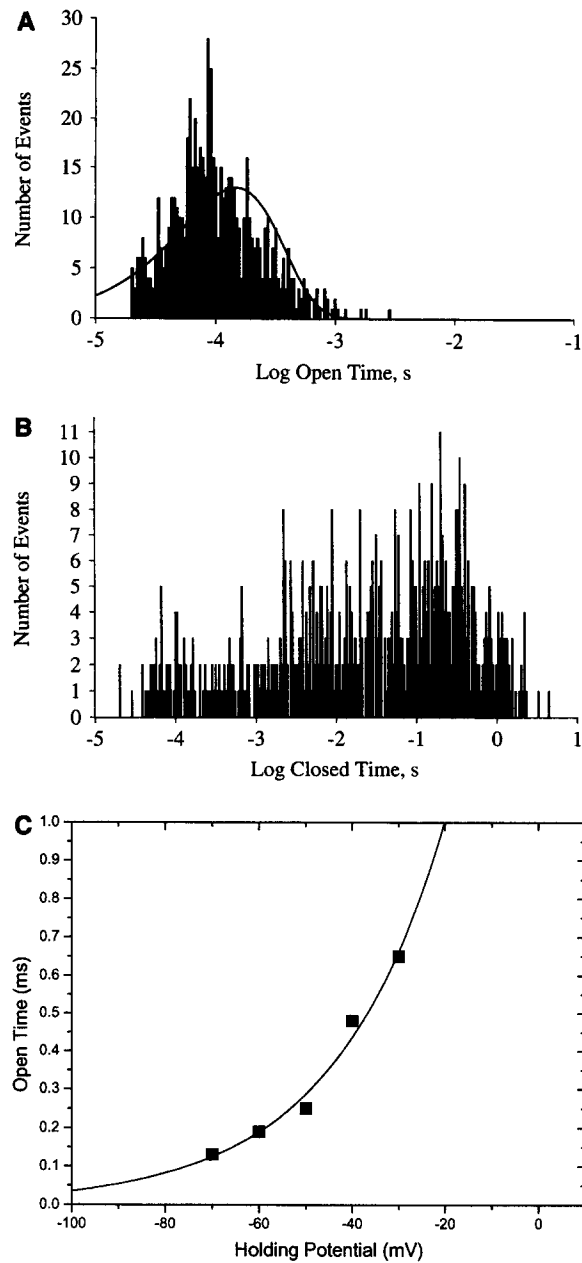 A
Number of Events
30
25
20
15
10
5
0
-5 -4 -3 -2 -1
Log Open Time, s
B
Number of Events
11
10
9
8
7
6
5
4
3
2
1
0
-5 -4 -3 -2 -1 0 1
Log Closed Time, s
C
Open Time (ms)
1.0
0.9
0.8
0.7
0.6
0.5
0.4
0.3
0.2
0.1
0.0
-100 -80 -60 -40 -20 0
Holding Potential (mV)